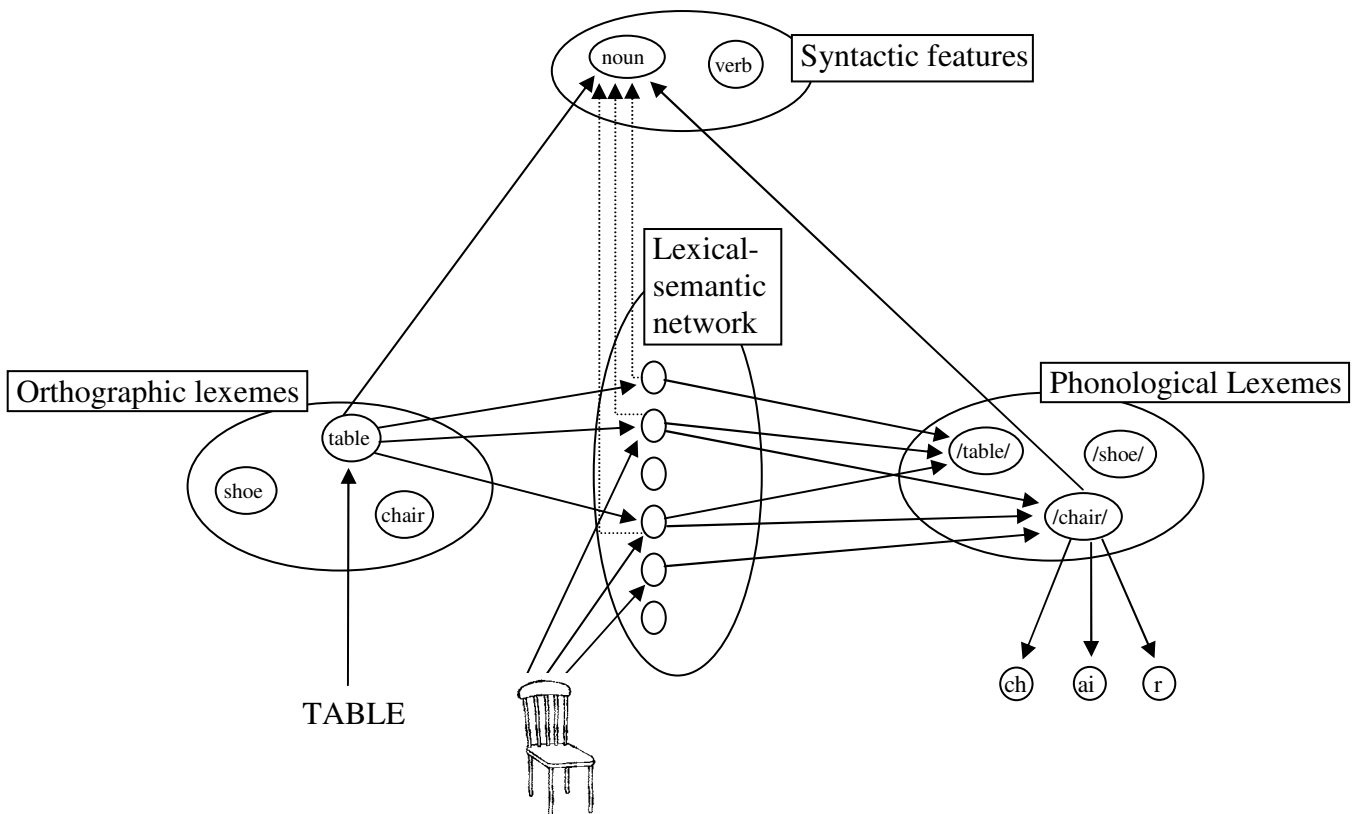 noun
verb
Syntactic features
Lexical-
semantic
network
Orthographic lexemes
Phonological Lexemes
table
shoe
chair
/table/
/shoe/
/chair/
ch
ai
r
TABLE